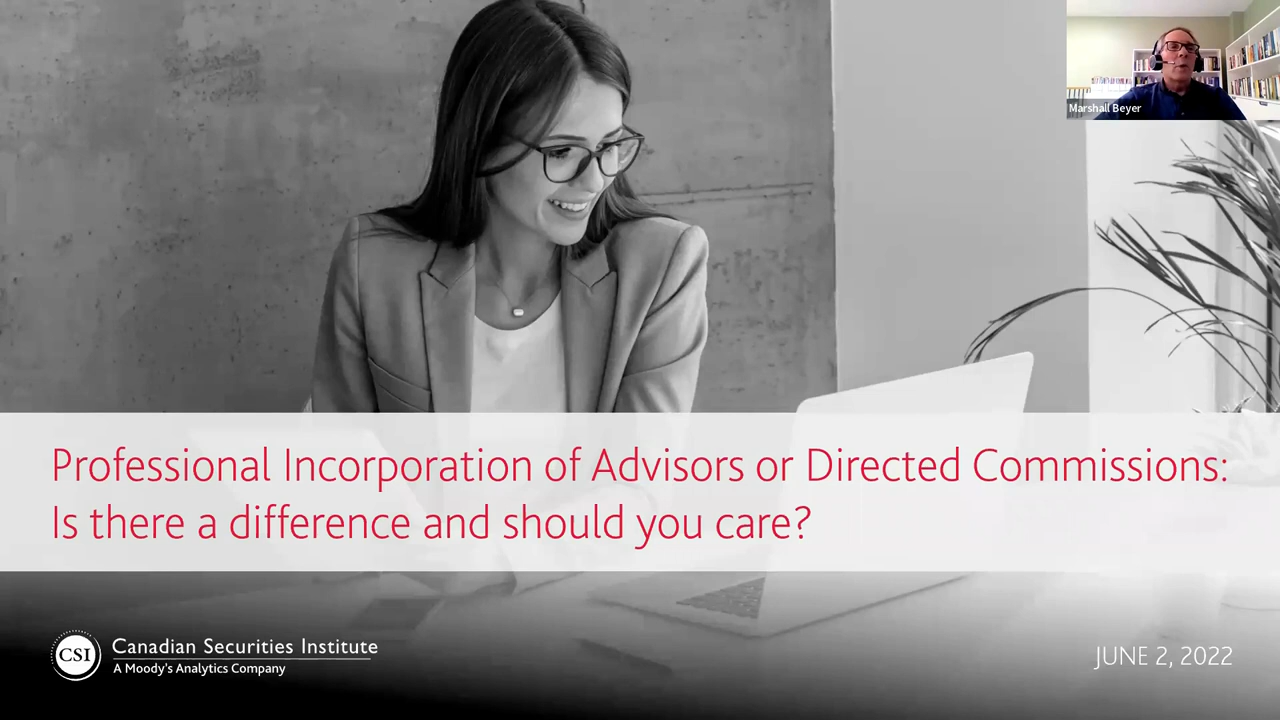 Marshall Beyer
Professional Incorporation of Advisors or Directed Commissions:
Is there a difference and should you care?
CSI
Canadian Securities Institute
A Moody's Analytics Company
JUNE 2, 2022